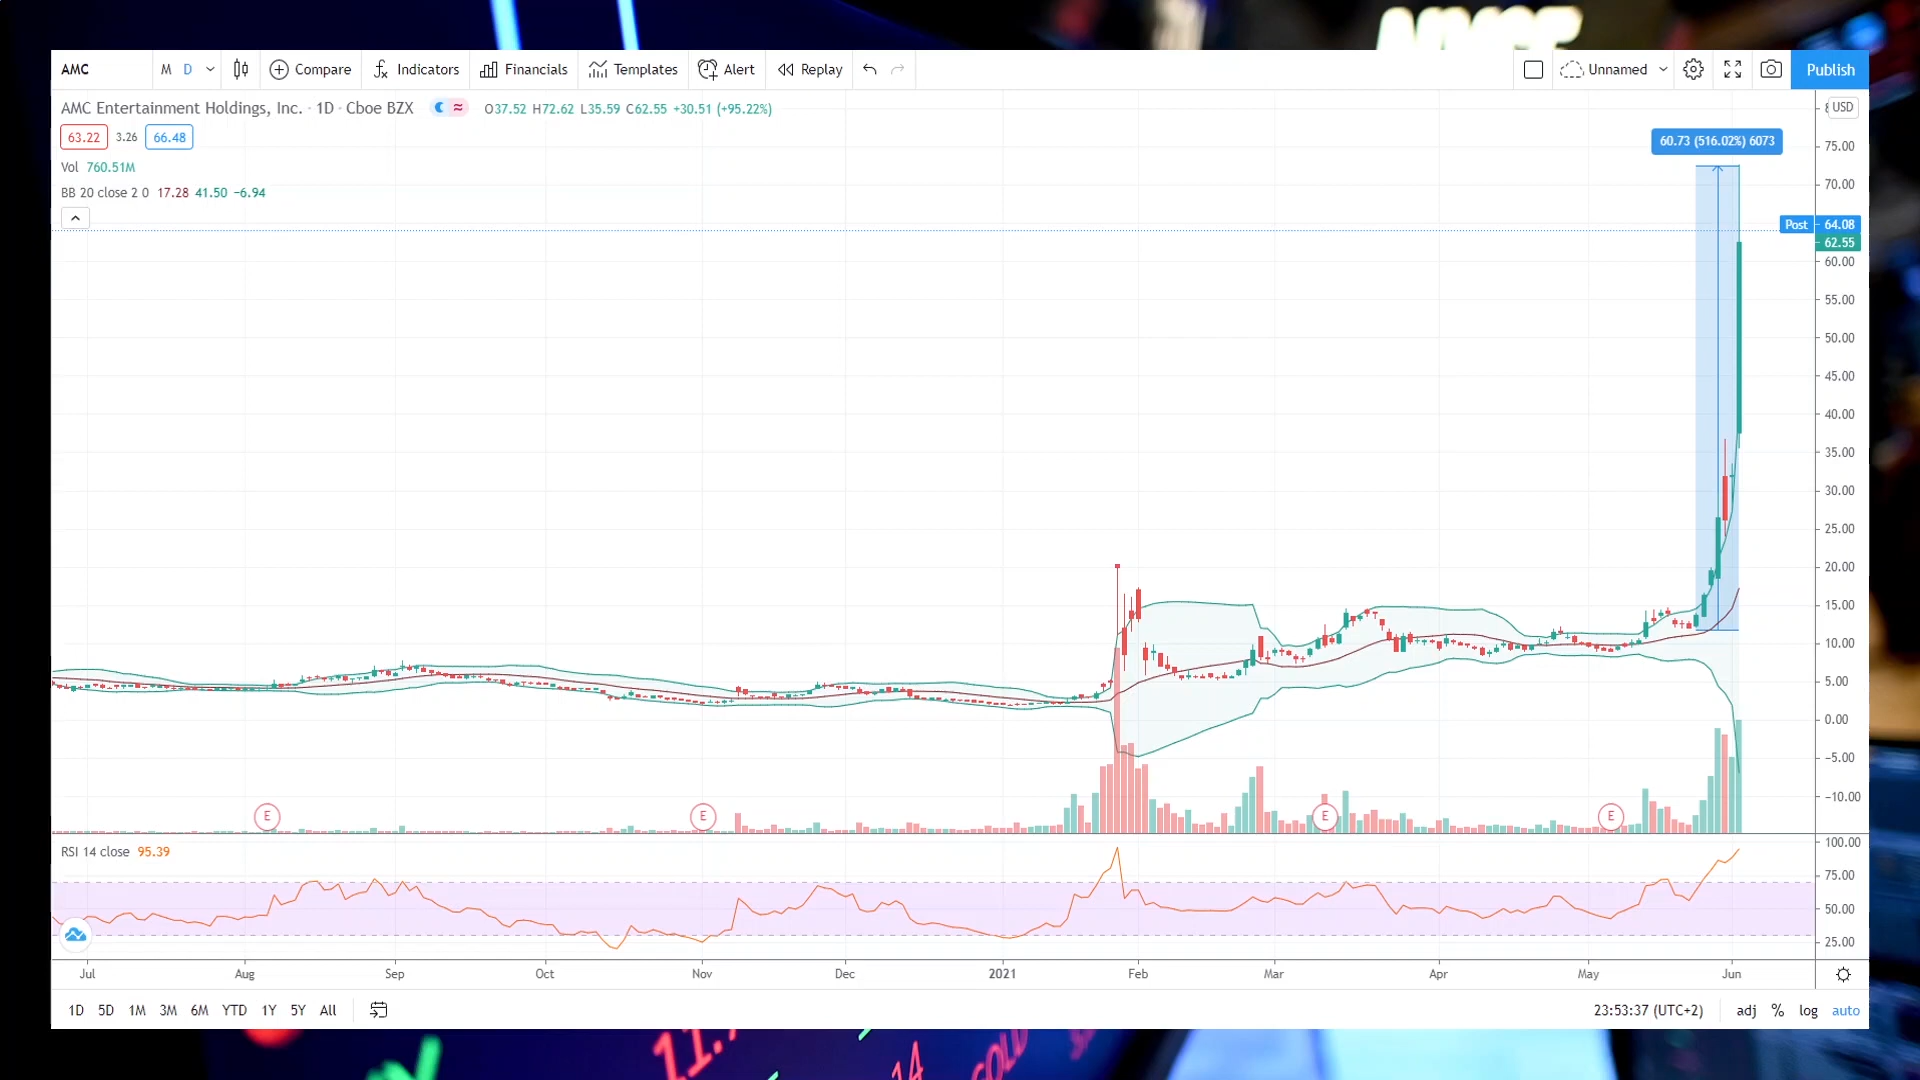 AMC M D Compare Indicators Financials Templates Alert Replay Unnamed Publish
AMC Entertainment Holdings, Inc. · 1D · Cboe BZX O37.52 H72.62 L35.59 C62.55 +30.51 (+95.22%)
USD
63.22 3.26 66.48
60.73 (516.02%) 6073
Vol 760.51M
BB 20 close 2 0 17.28 41.50 −6.94
75.00
70.00
Post 64.08
62.55
60.00
55.00
50.00
45.00
40.00
35.00
30.00
25.00
20.00
15.00
10.00
5.00
0.00
−5.00
−10.00
E E E E
RSI 14 close 95.39
100.00
75.00
50.00
25.00
Jul Aug Sep Oct Nov Dec 2021 Feb Mar Apr May Jun
1D 5D 1M 3M 6M YTD 1Y 5Y All 23:53:37 (UTC+2) adj % log auto
14 GOLD